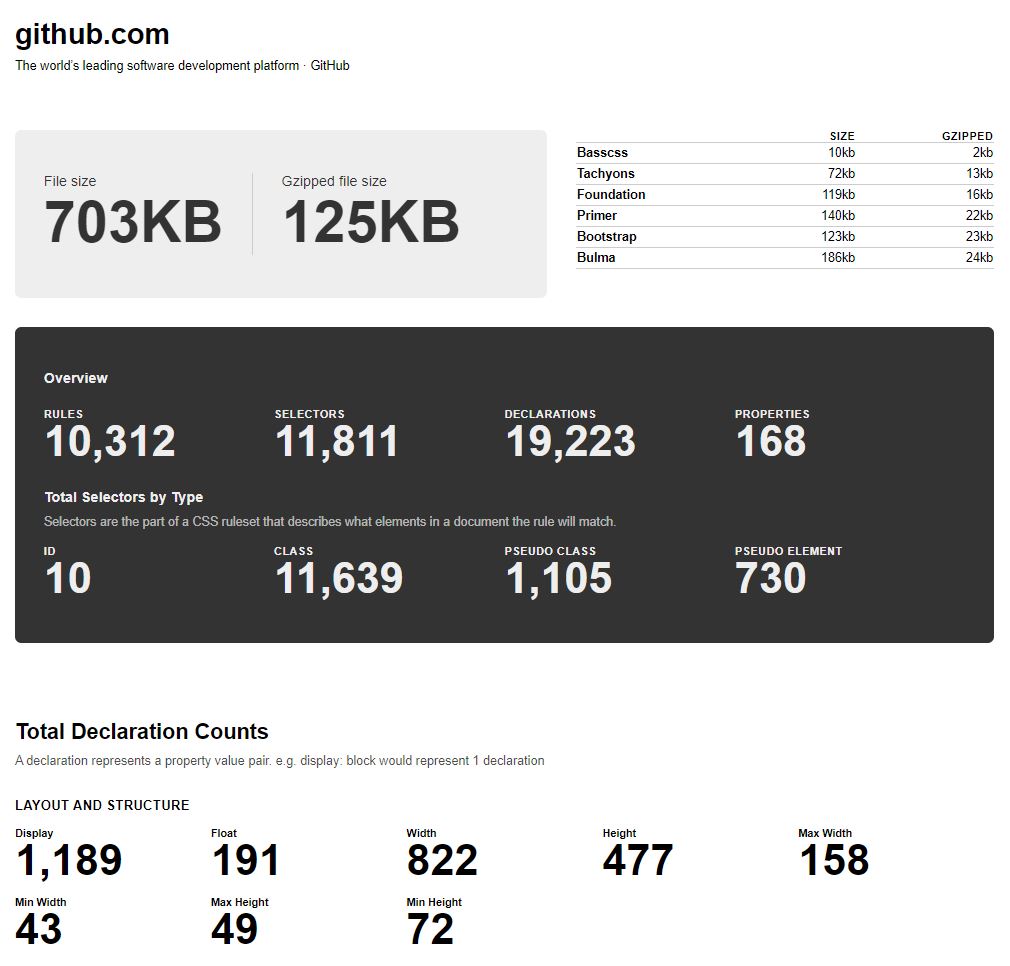 github.com
The world's leading software development platform · GitHub
File size
703KB
Gzipped file size
125KB
SIZE GZIPPED
Basscss 10kb 2kb
Tachyons 72kb 13kb
Foundation 119kb 16kb
Primer 140kb 22kb
Bootstrap 123kb 23kb
Bulma 186kb 24kb
Overview
RULES SELECTORS DECLARATIONS PROPERTIES
10,312 11,811 19,223 168
Total Selectors by Type
Selectors are the part of a CSS ruleset that describes what elements in a document the rule will match.
ID CLASS PSEUDO CLASS PSEUDO ELEMENT
10 11,639 1,105 730
Total Declaration Counts
A declaration represents a property value pair. e.g. display: block would represent 1 declaration
LAYOUT AND STRUCTURE
Display Float Width Height Max Width
1,189 191 822 477 158
Min Width Max Height Min Height
43 49 72